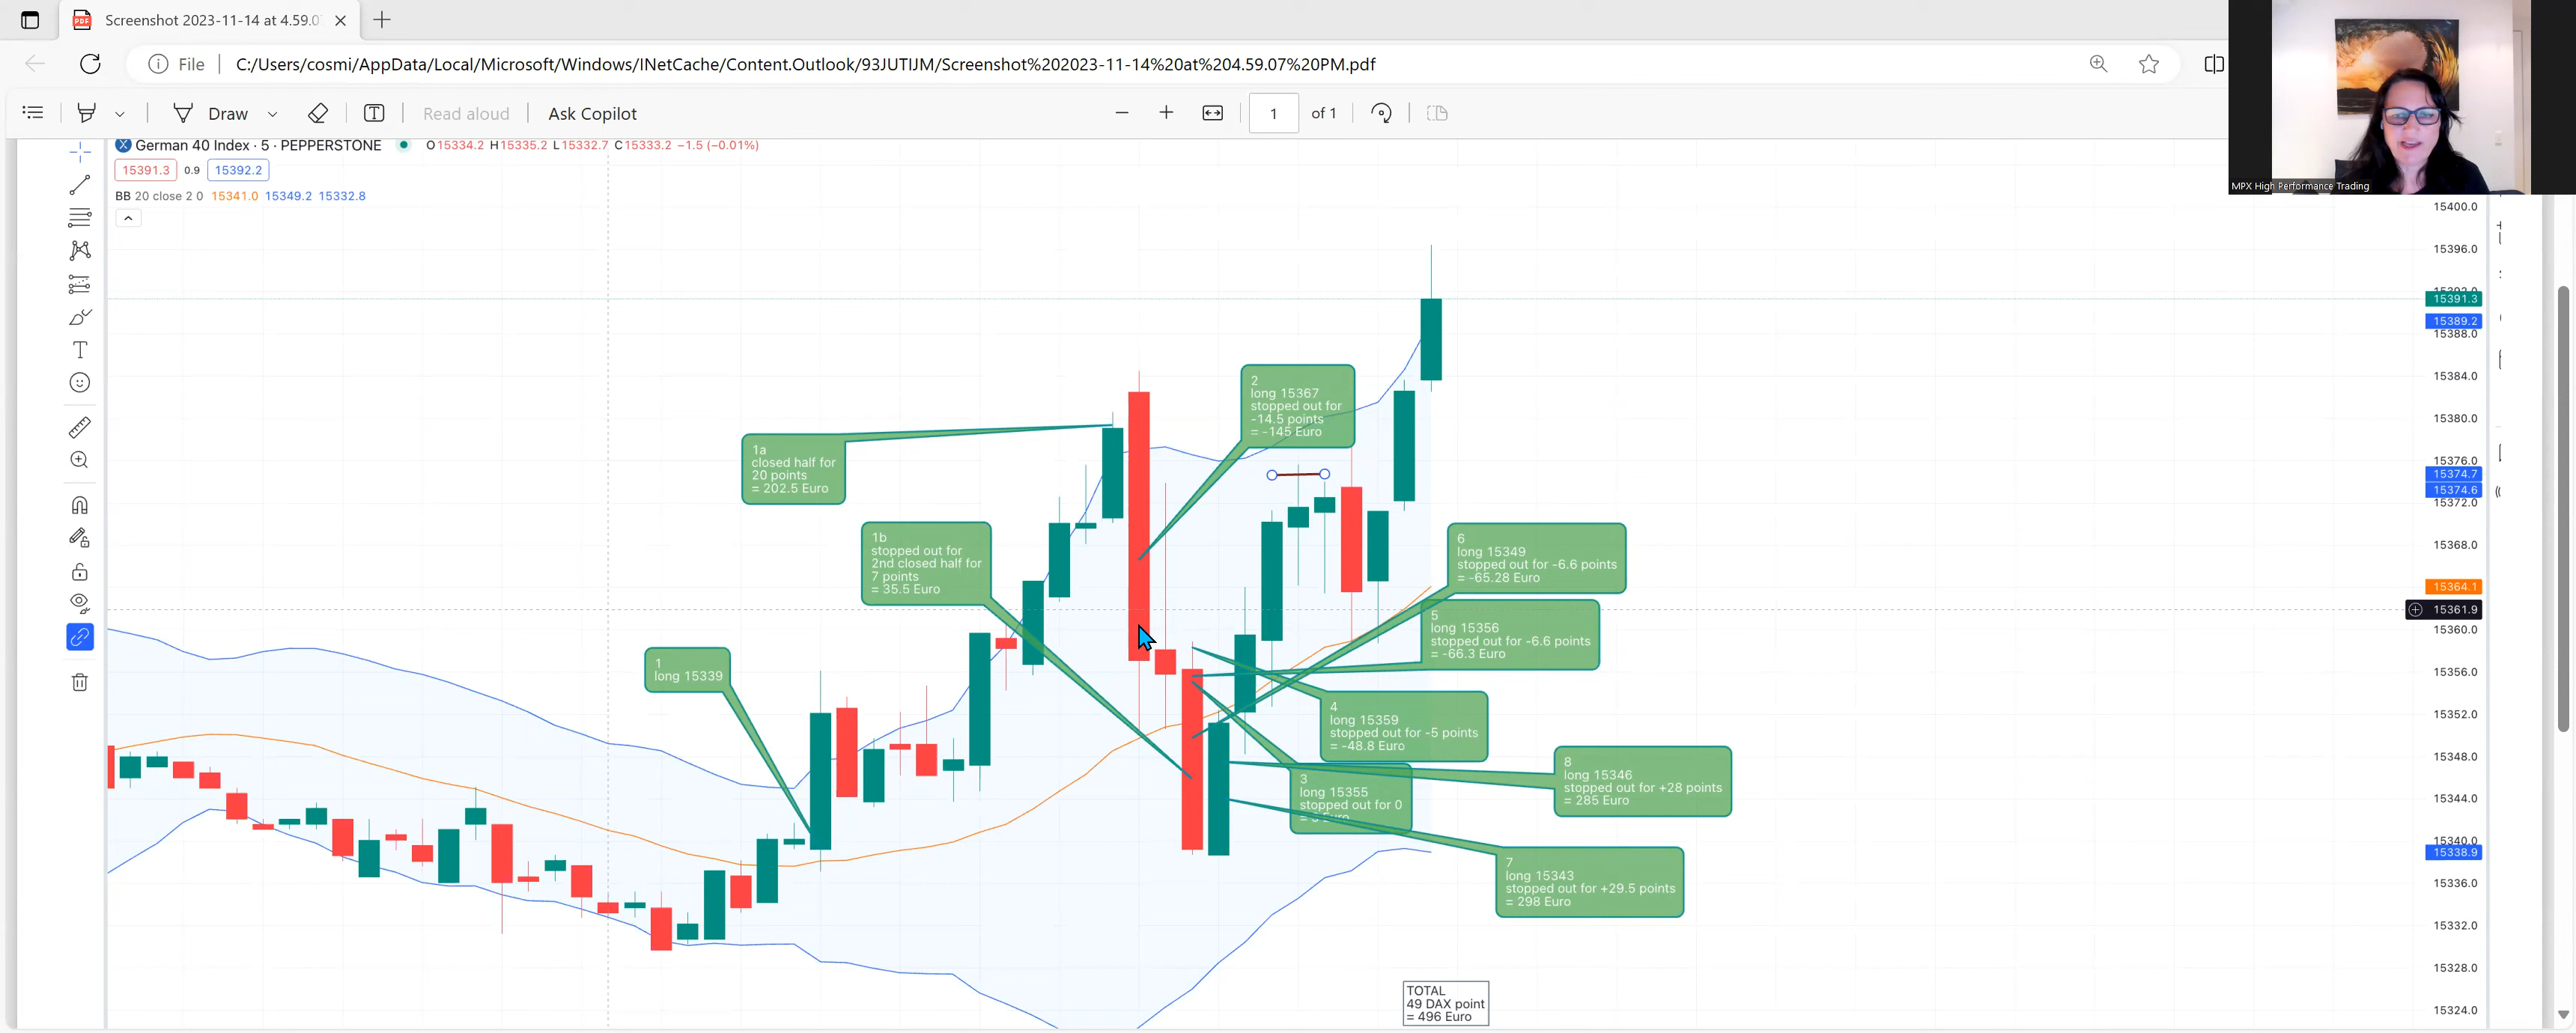 Screenshot 2023-11-14 at 4.59.0
File
C:/Users/cosmi/AppData/Local/Microsoft/Windows/INetCache/Content.Outlook/93JUTIJM/Screenshot%202023-11-14%20at%204.59.07%20PM.pdf
Draw
Read aloud
Ask Copilot
1 of 1
MPX High Performance Trading
German 40 Index · 5 · PEPPERSTONE O15334.2 H15335.2 L15332.7 C15333.2 −1.5 (−0.01%)
15391.3 0.9 15392.2
BB 20 close 2 0 15341.0 15349.2 15332.8
1a
closed half for
20 points
= 202.5 Euro
1b
stopped out for
2nd closed half for
7 points
= 35.5 Euro
1
long 15339
2
long 15367
stopped out for
-14.5 points
= -145 Euro
6
long 15349
stopped out for -6.6 points
= -65.28 Euro
5
long 15356
stopped out for -6.6 points
= -66.3 Euro
4
long 15359
stopped out for -5 points
= -48.8 Euro
3
long 15355
stopped out for 0
8
long 15346
stopped out for +28 points
= 285 Euro
7
long 15343
stopped out for +29.5 points
= 298 Euro
TOTAL
49 DAX point
= 496 Euro
15400.0
15396.0
15391.3
15389.2
15388.0
15384.0
15380.0
15376.0
15374.7
15374.6
15372.0
15368.0
15364.1
15361.9
15360.0
15356.0
15352.0
15348.0
15344.0
15340.0
15338.9
15336.0
15332.0
15328.0
15324.0